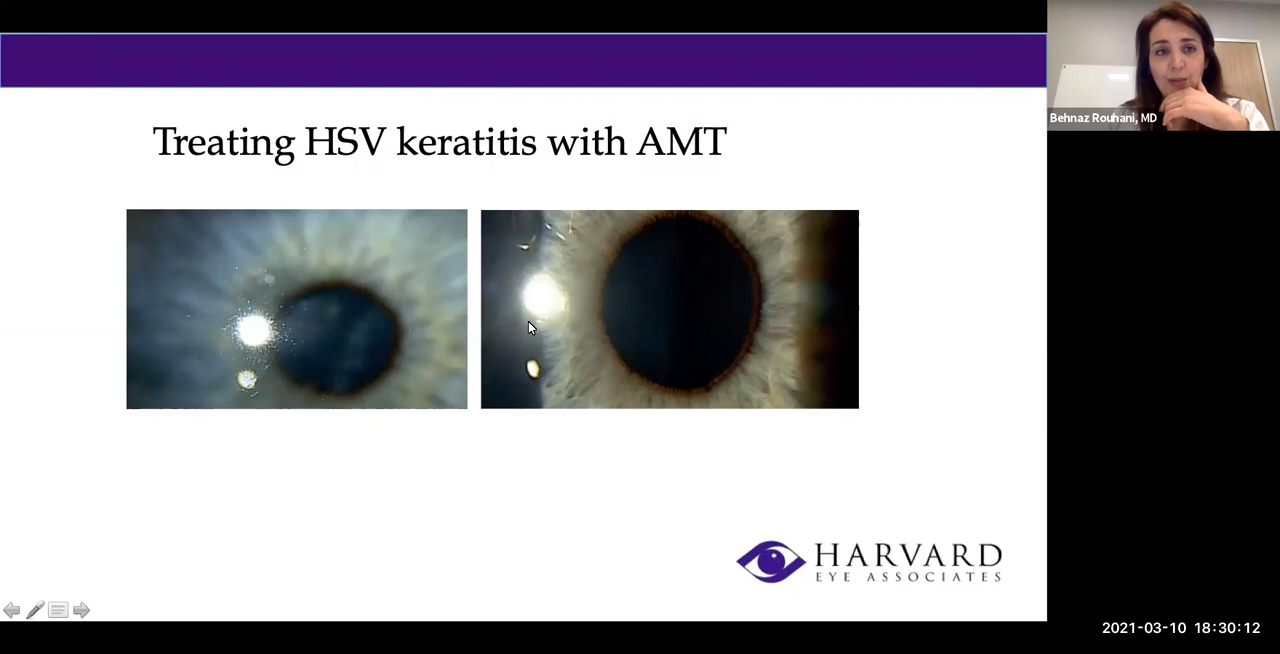 Treating HSV keratitis with AMT
Behnaz Rouhani, MD
HARVARD
EYE ASSOCIATES
2021-03-10 18:30:12